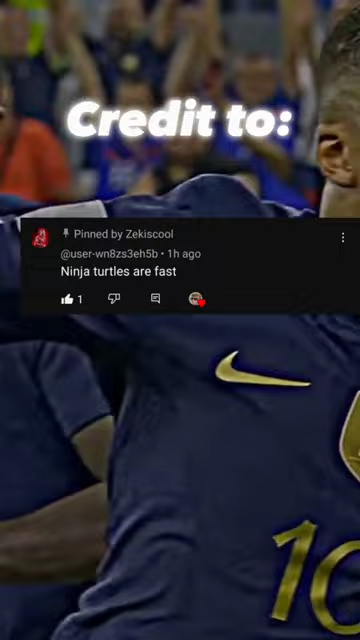 Credit to:
Pinned by Zekiscool
@user-wn8zs3eh5b • 1h ago
Ninja turtles are fast
1
10